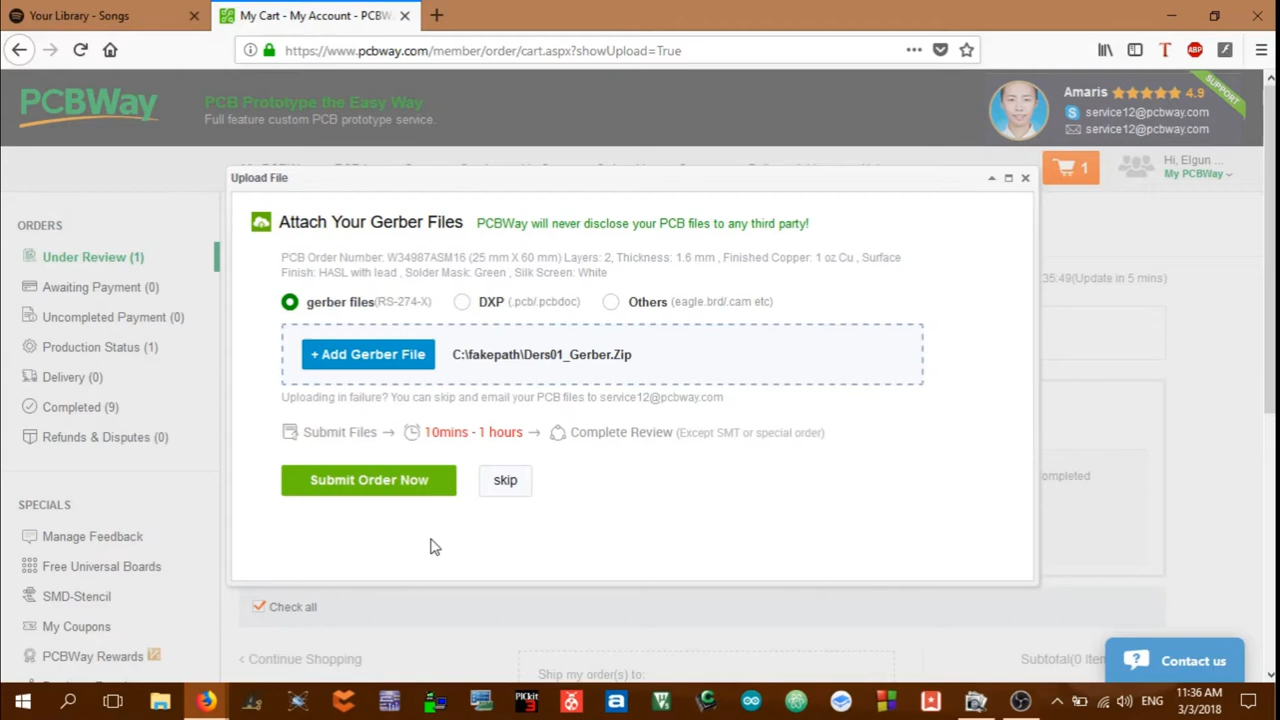 Your Library - Songs
My Cart - My Account - PCBW
https://www.pcbway.com/member/order/cart.aspx?showUpload=True
PCBWay
PCB Prototype the Easy Way
Full feature custom PCB prototype service.
Amaris 4.9
service12@pcbway.com
service12@pcbway.com
SUPPORT
1
Hi, Elgun ...
My PCBWay
Upload File
ORDERS
Under Review (1)
Awaiting Payment (0)
Uncompleted Payment (0)
Production Status (1)
Delivery (0)
Completed (9)
Refunds & Disputes (0)
SPECIALS
Manage Feedback
Free Universal Boards
SMD-Stencil
My Coupons
PCBWay Rewards
Attach Your Gerber Files PCBWay will never disclose your PCB files to any third party!
PCB Order Number: W34987ASM16 (25 mm X 60 mm) Layers: 2, Thickness: 1.6 mm , Finished Copper: 1 oz Cu , Surface
Finish: HASL with lead , Solder Mask: Green , Silk Screen: White
gerber files(RS-274-X) DXP (.pcb/.pcbdoc) Others (eagle.brd/.cam etc)
+ Add Gerber File C:\fakepath\Ders01_Gerber.Zip
Uploading in failure? You can skip and email your PCB files to service12@pcbway.com
Submit Files → 10mins - 1 hours → Complete Review (Except SMT or special order)
Submit Order Now skip
35:49(Update in 5 mins)
ompleted
Check all
< Continue Shopping
Ship my order(s) to:
Subtotal(0 Item
Contact us
PICkit
3
ENG
11:36 AM
3/3/2018